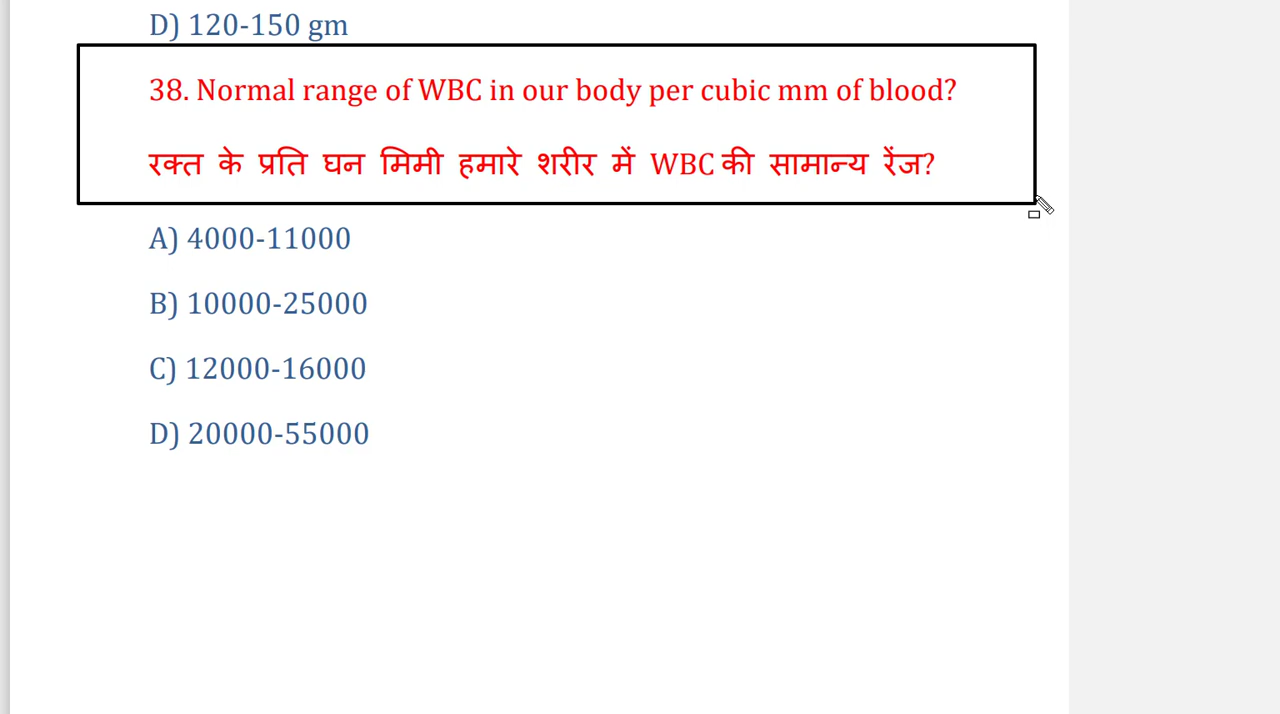 D) 120-150 gm
38. Normal range of WBC in our body per cubic mm of blood?
रक्त के प्रति घन मिमी हमारे शरीर में WBC की सामान्य रेंज?
A) 4000-11000
B) 10000-25000
C) 12000-16000
D) 20000-55000